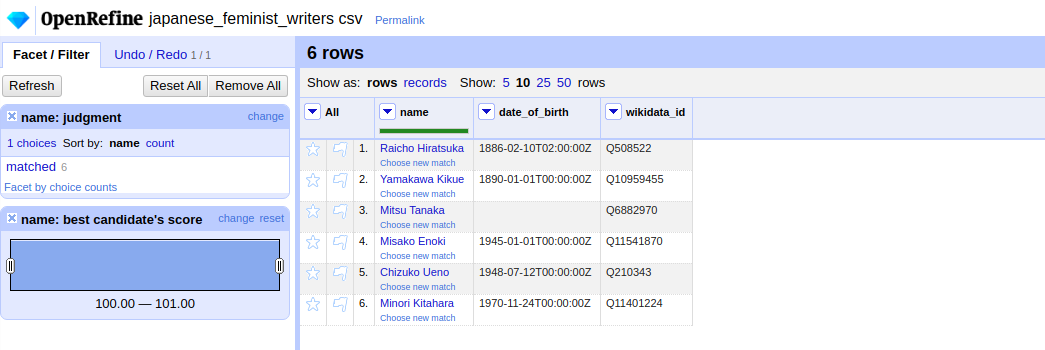 OpenRefine japanese_feminist_writers csv Permalink
Facet / Filter Undo / Redo 1 / 1
Refresh Reset All Remove All
name: judgment change
1 choices Sort by: name count
matched 6
Facet by choice counts
name: best candidate's score change reset
100.00 — 101.00
6 rows
Show as: rows records Show: 5 10 25 50 rows
All name date_of_birth wikidata_id
1. Raicho Hiratsuka 1886-02-10T02:00:00Z Q508522
Choose new match
2. Yamakawa Kikue 1890-01-01T00:00:00Z Q10959455
Choose new match
3. Mitsu Tanaka Q6882970
Choose new match
4. Misako Enoki 1945-01-01T00:00:00Z Q11541870
Choose new match
5. Chizuko Ueno 1948-07-12T00:00:00Z Q210343
Choose new match
6. Minori Kitahara 1970-11-24T00:00:00Z Q11401224
Choose new match